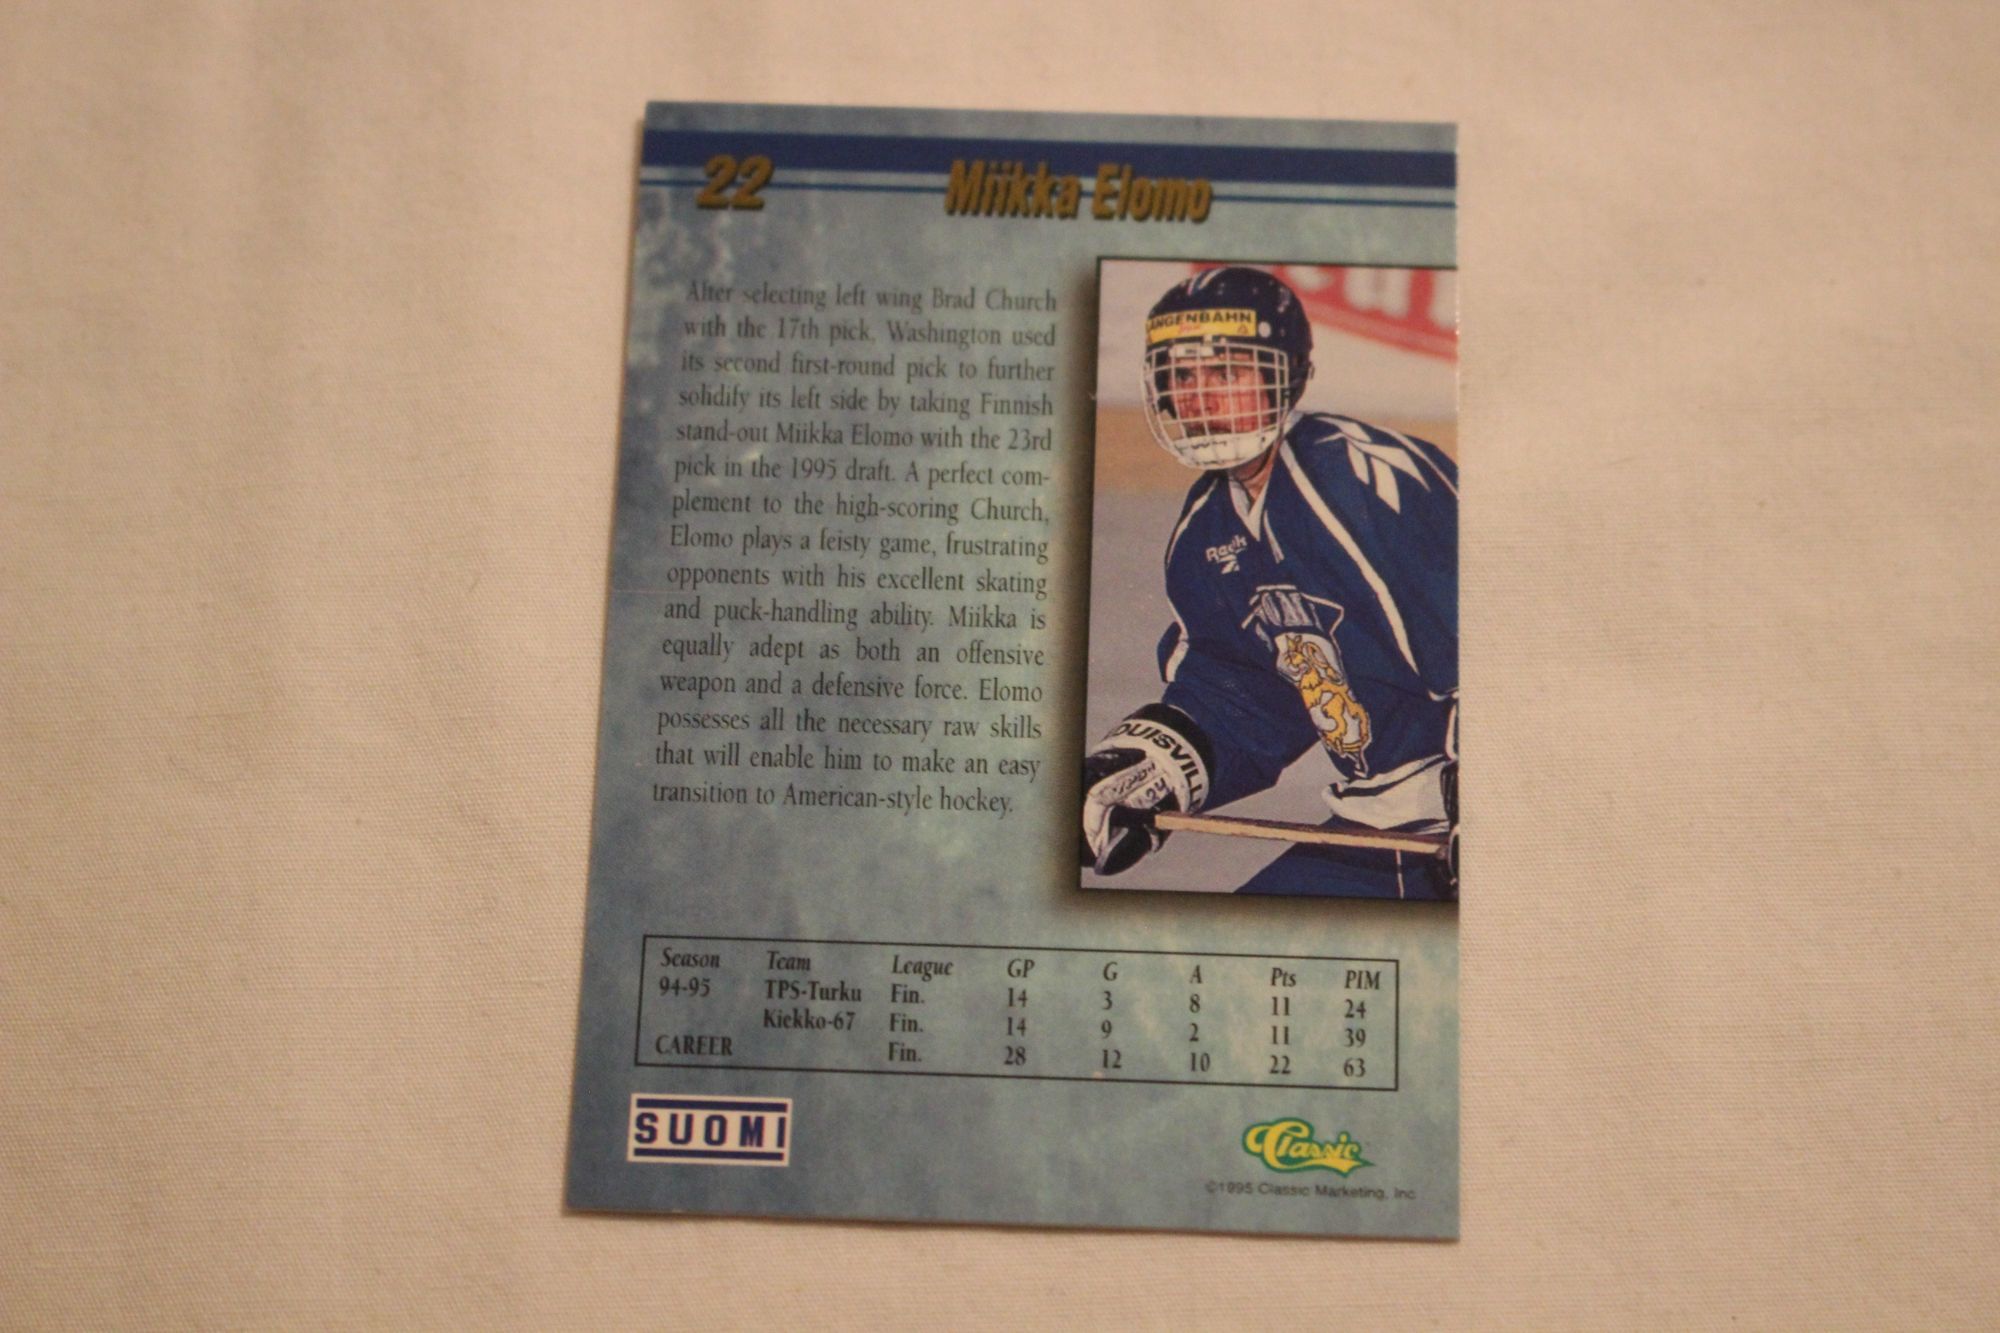 22 Miikka Elomo
After selecting left wing Brad Church
with the 17th pick, Washington used
its second first-round pick to further
solidify its left side by taking Finnish
stand-out Miikka Elomo with the 23rd
pick in the 1995 draft. A perfect com-
plement to the high-scoring Church,
Elomo plays a feisty game, frustrating
opponents with his excellent skating
and puck-handling ability. Miikka is
equally adept as both an offensive
weapon and a defensive force. Elomo
possesses all the necessary raw skills
that will enable him to make an easy
transition to American-style hockey.
LANGENBAHN
Reebok
LOUISVILLE
Season Team League GP G A Pts PIM
94-95 TPS-Turku Fin. 14 3 8 11 24
Kiekko-67 Fin. 14 9 2 11 39
CAREER Fin. 28 12 10 22 63
SUOMI
Classic
©1995 Classic Marketing, Inc